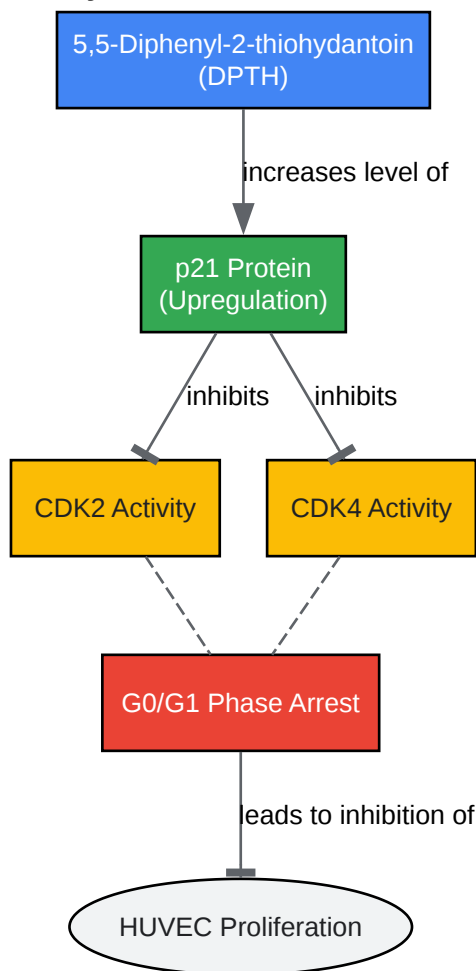 5,5-Diphenyl-2-thiohydantoin
(DPTH)
increases level of
p21 Protein
(Upregulation)
inhibits
inhibits
CDK2 Activity
CDK4 Activity
G0/G1 Phase Arrest
leads to inhibition of
HUVEC Proliferation